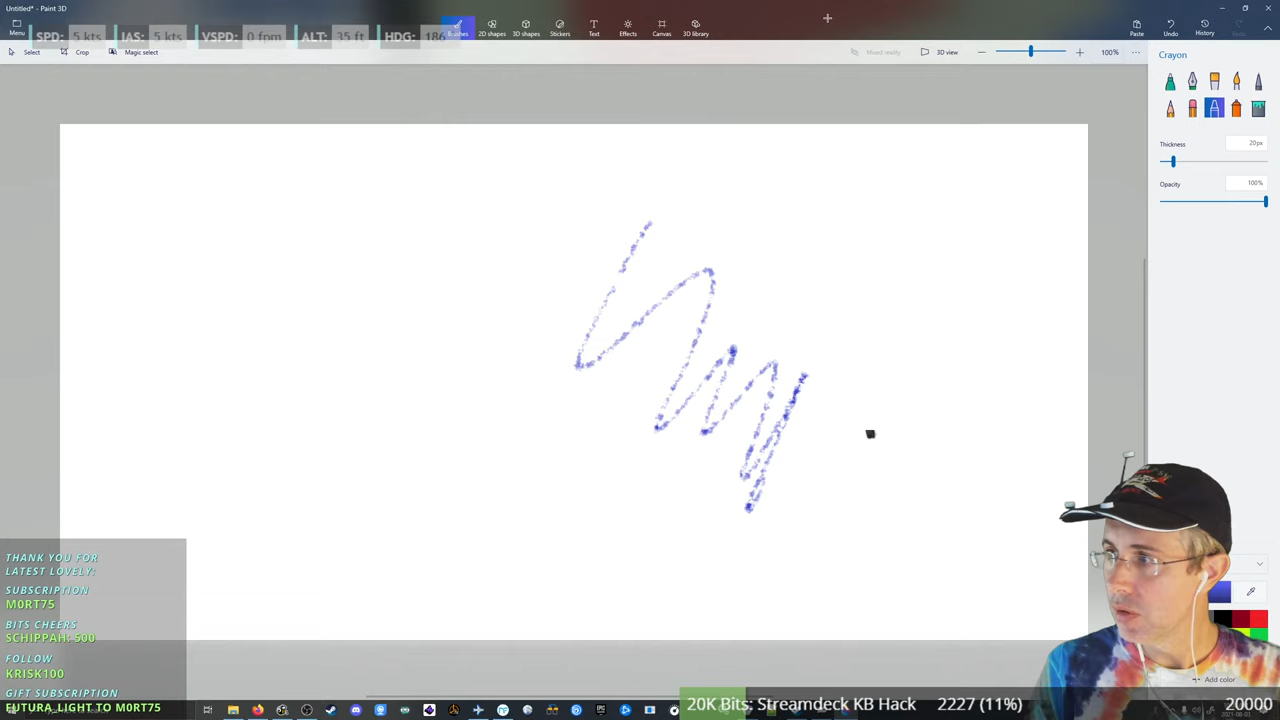 Untitled* - Paint 3D
Menu
SPD: 5 kts
IAS: 5 kts
VSPD: 0 fpm
ALT: 35 ft
HDG: 186
Brushes
2D shapes
3D shapes
Stickers
Text
Effects
Canvas
3D library
Paste
Undo
History
Redo
Select
Crop
Magic select
Mixed reality
3D view
100%
Crayon
Thickness
20px
Opacity
100%
THANK YOU FOR
LATEST LOVELY:
SUBSCRIPTION
M0RT75
BITS CHEERS
SCHIPPAH: 500
FOLLOW
KRISK100
GIFT SUBSCRIPTION
FUTURA_LIGHT TO M0RT75
Add color
20K Bits: Streamdeck KB Hack 2227 (11%) 20000